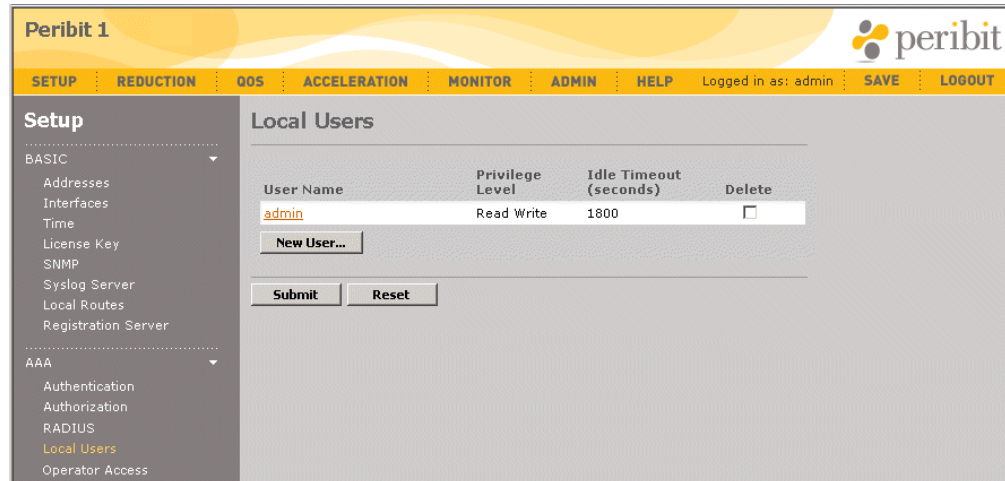 Peribit 1
peribit
SETUP REDUCTION QOS ACCELERATION MONITOR ADMIN HELP Logged in as: admin SAVE LOGOUT
Setup
BASIC
Addresses
Interfaces
Time
License Key
SNMP
Syslog Server
Local Routes
Registration Server
AAA
Authentication
Authorization
RADIUS
Local Users
Operator Access
Local Users
User Name Privilege Level Idle Timeout (seconds) Delete
admin Read Write 1800
New User...
Submit Reset